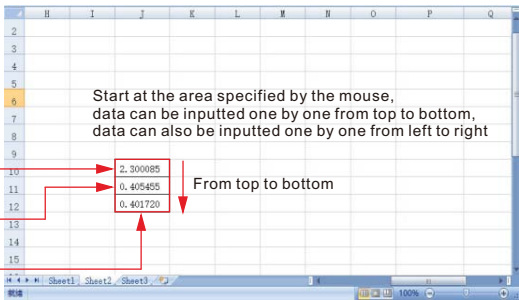 H I J K L M N O P Q
2
3
4
5
Start at the area specified by the mouse,
6
data can be inputted one by one from top to bottom,
7
data can also be inputted one by one from left to right
8
9
10 2.300085
11 0.405455 From top to bottom
12 0.401720
13
14
15
Sheet1 Sheet2 Sheet3
就绪 100%